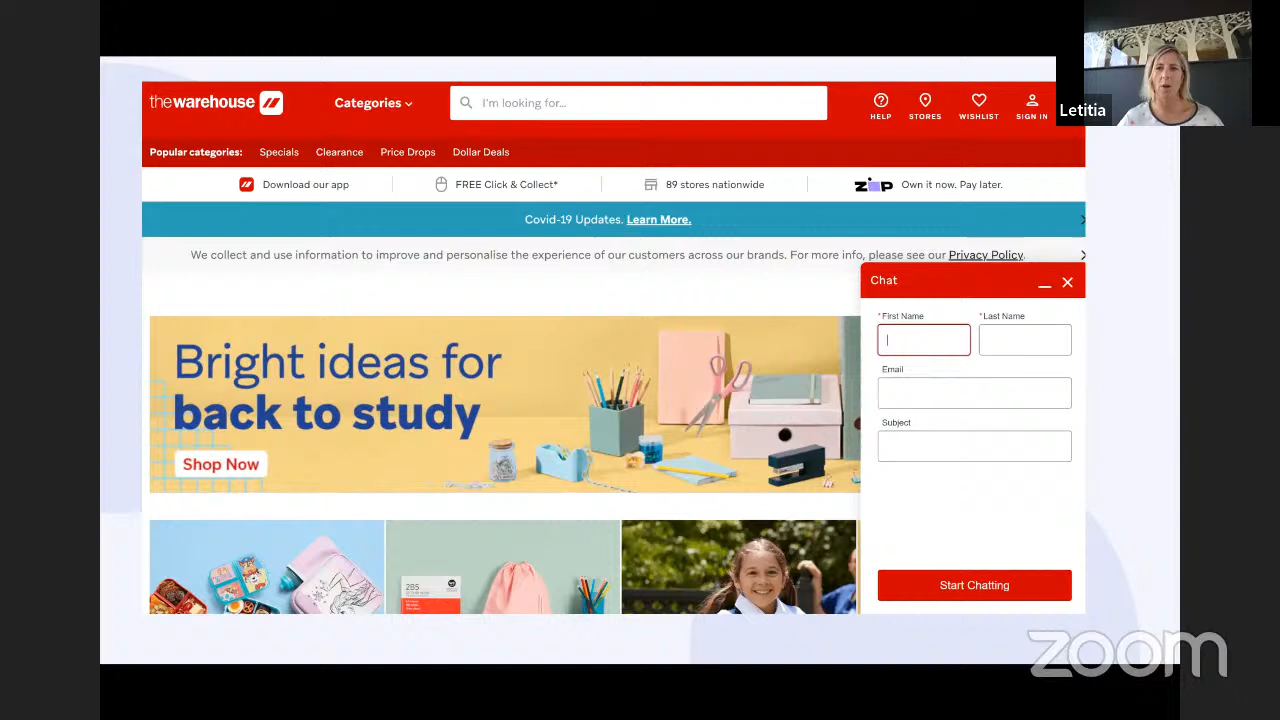 thewarehouse
Categories
I'm looking for...
HELP
STORES
WISHLIST
SIGN IN
Letitia
Popular categories:
Specials
Clearance
Price Drops
Dollar Deals
Download our app
FREE Click & Collect*
89 stores nationwide
zip
Own it now. Pay later.
Covid-19 Updates. Learn More.
We collect and use information to improve and personalise the experience of our customers across our brands. For more info, please see our Privacy Policy.
Chat
*First Name
*Last Name
Email
Subject
Start Chatting
Bright ideas for
back to study
Shop Now
2B5
zoom